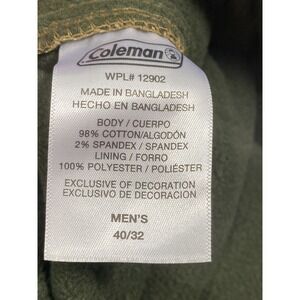 Coleman
WPL# 12902
MADE IN BANGLADESH
HECHO EN BANGLADESH
BODY / CUERPO
98% COTTON/ALGODÓN
2% SPANDEX / SPANDEX
LINING / FORRO
100% POLYESTER / POLIÉSTER
EXCLUSIVE OF DECORATION
EXCLUSIVO DE DECORACION
MEN'S
40/32